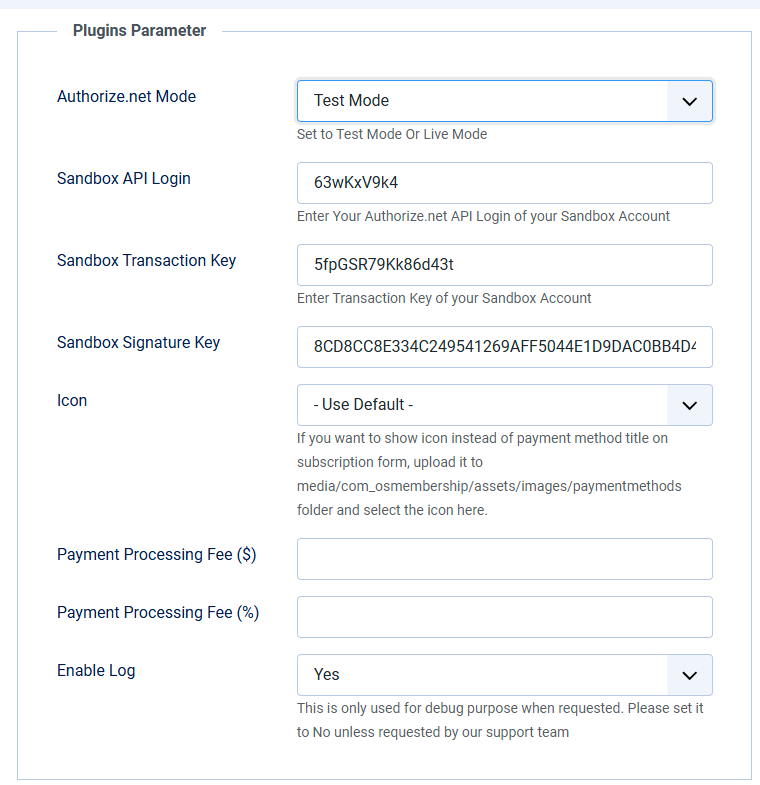 Plugins Parameter
Authorize.net Mode
Test Mode
Set to Test Mode Or Live Mode
Sandbox API Login
63wKxV9k4
Enter Your Authorize.net API Login of your Sandbox Account
Sandbox Transaction Key
5fpGSR79Kk86d43t
Enter Transaction Key of your Sandbox Account
Sandbox Signature Key
8CD8CC8E334C249541269AFF5044E1D9DAC0BB4D4
Icon
- Use Default -
If you want to show icon instead of payment method title on
subscription form, upload it to
media/com_osmembership/assets/images/paymentmethods
folder and select the icon here.
Payment Processing Fee ($)
Payment Processing Fee (%)
Enable Log
Yes
This is only used for debug purpose when requested. Please set it
to No unless requested by our support team